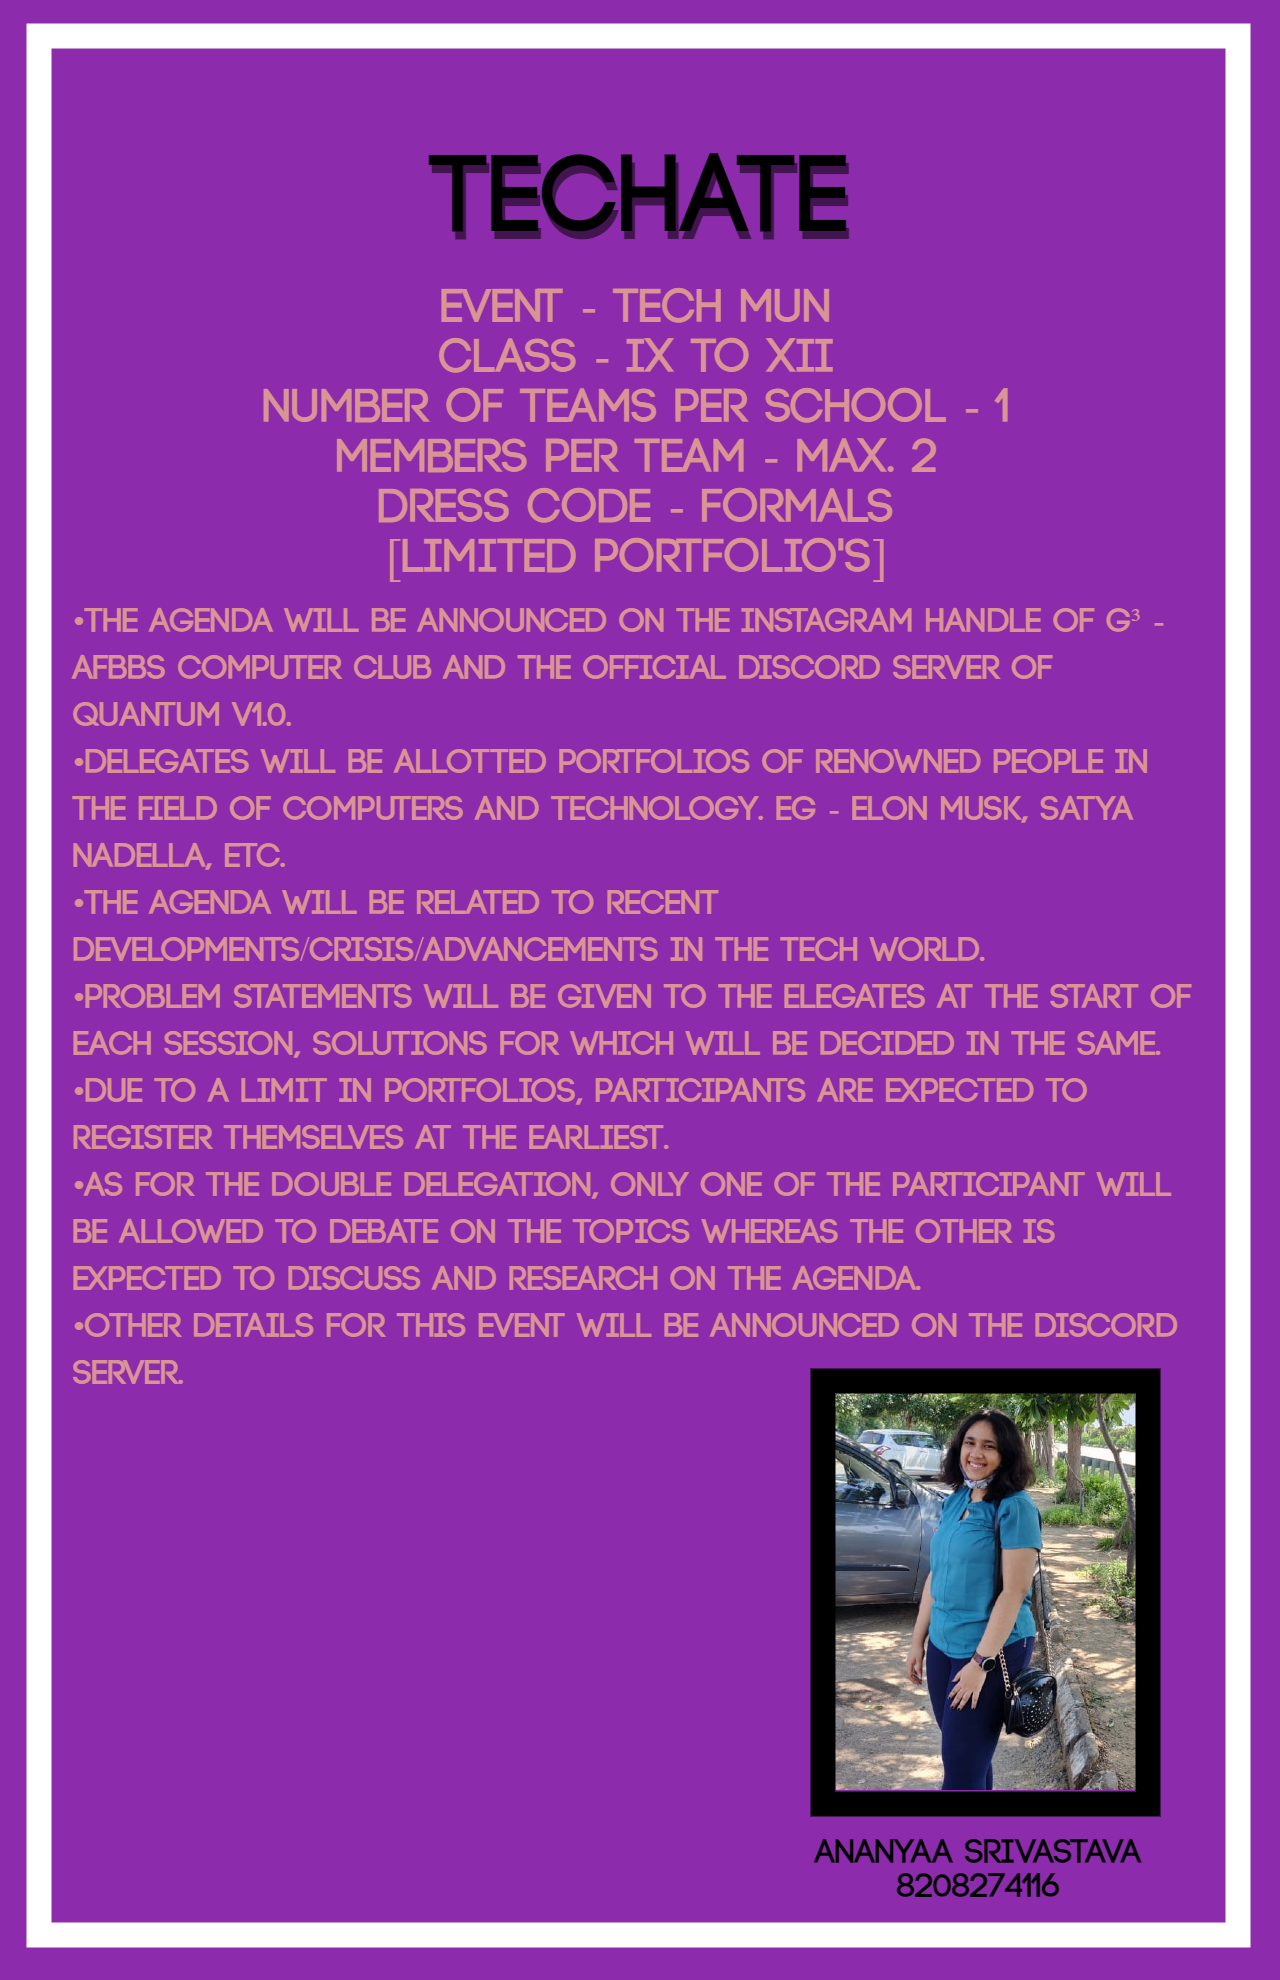 TECHATE
EVENT - TECH MUN
CLASS - IX TO XII
NUMBER OF TEAMS PER SCHOOL - 1
MEMBERS PER TEAM - MAX. 2
DRESS CODE - FORMALS
[LIMITED PORTFOLIO'S]
•THE AGENDA WILL BE ANNOUNCED ON THE INSTAGRAM HANDLE OF G³ -
AFBBS COMPUTER CLUB AND THE OFFICIAL DISCORD SERVER OF
QUANTUM V1.0.
•DELEGATES WILL BE ALLOTTED PORTFOLIOS OF RENOWNED PEOPLE IN
THE FIELD OF COMPUTERS AND TECHNOLOGY. EG - ELON MUSK, SATYA
NADELLA, ETC.
•THE AGENDA WILL BE RELATED TO RECENT
DEVELOPMENTS/CRISIS/ADVANCEMENTS IN THE TECH WORLD.
•PROBLEM STATEMENTS WILL BE GIVEN TO THE ELEGATES AT THE START OF
EACH SESSION, SOLUTIONS FOR WHICH WILL BE DECIDED IN THE SAME.
•DUE TO A LIMIT IN PORTFOLIOS, PARTICIPANTS ARE EXPECTED TO
REGISTER THEMSELVES AT THE EARLIEST.
•AS FOR THE DOUBLE DELEGATION, ONLY ONE OF THE PARTICIPANT WILL
BE ALLOWED TO DEBATE ON THE TOPICS WHEREAS THE OTHER IS
EXPECTED TO DISCUSS AND RESEARCH ON THE AGENDA.
•OTHER DETAILS FOR THIS EVENT WILL BE ANNOUNCED ON THE DISCORD
SERVER.
ANANYAA SRIVASTAVA
8208274116